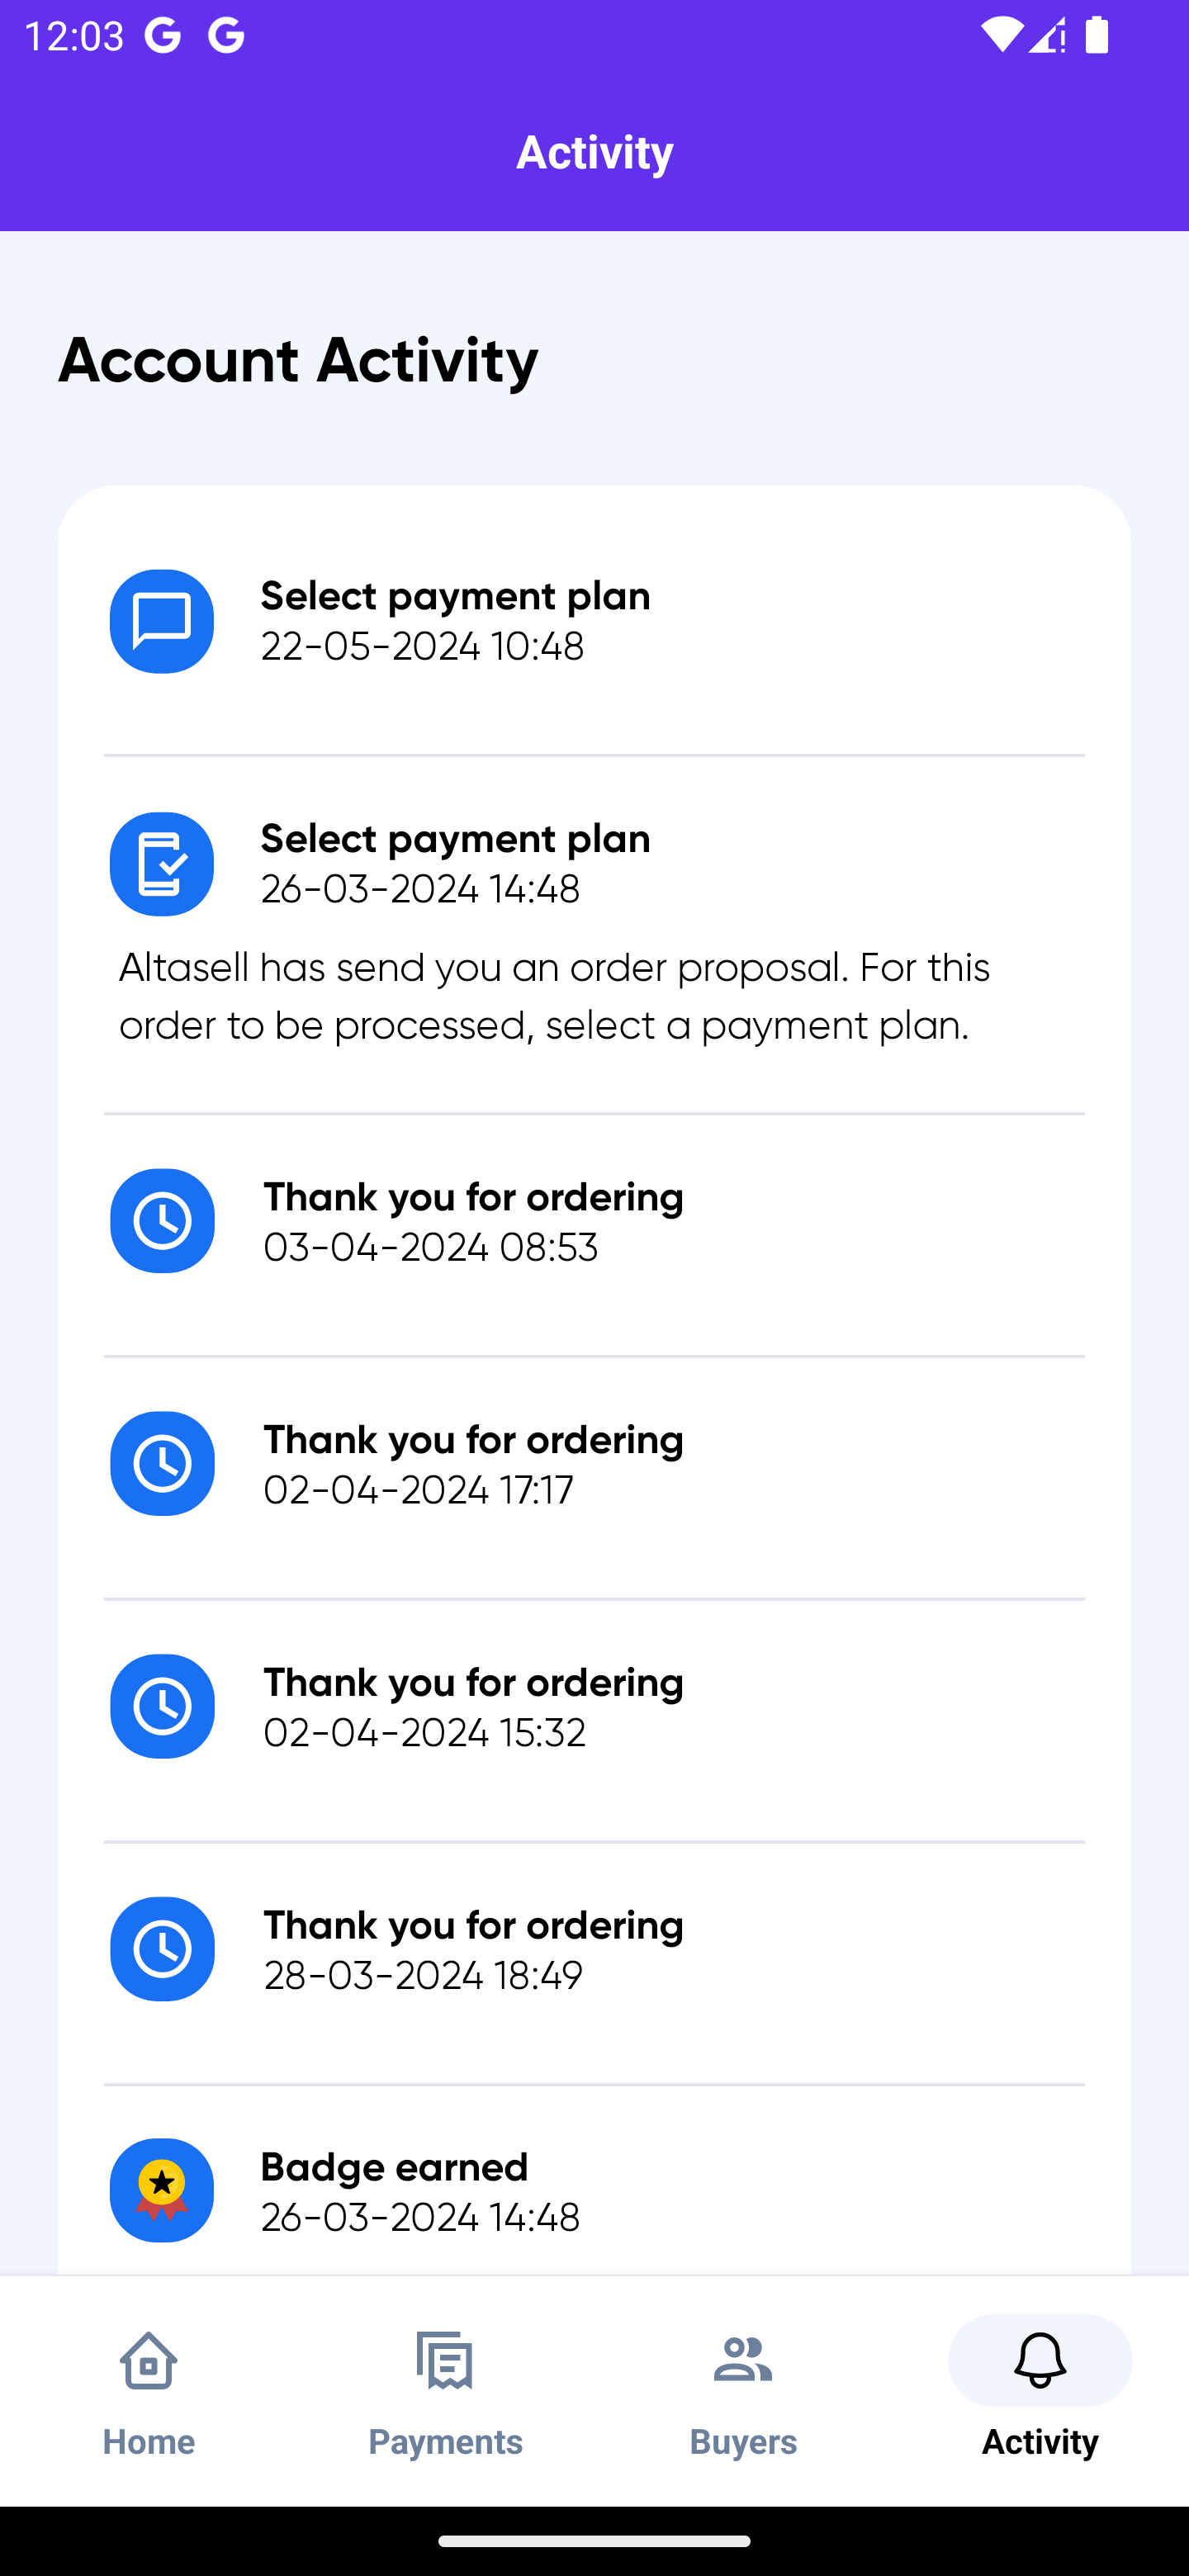 12:03
Activity
Account Activity
Select payment plan
22-05-2024 10:48
Select payment plan
26-03-2024 14:48
Altasell has send you an order proposal. For this
order to be processed, select a payment plan.
Thank you for ordering
03-04-2024 08:53
Thank you for ordering
02-04-2024 17:17
Thank you for ordering
02-04-2024 15:32
Thank you for ordering
28-03-2024 18:49
Badge earned
26-03-2024 14:48
Home
Payments
Buyers
Activity